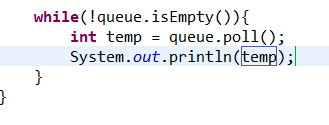 while(!queue.isEmpty()){
int temp = queue.poll();
System.out.println(temp);
}
}